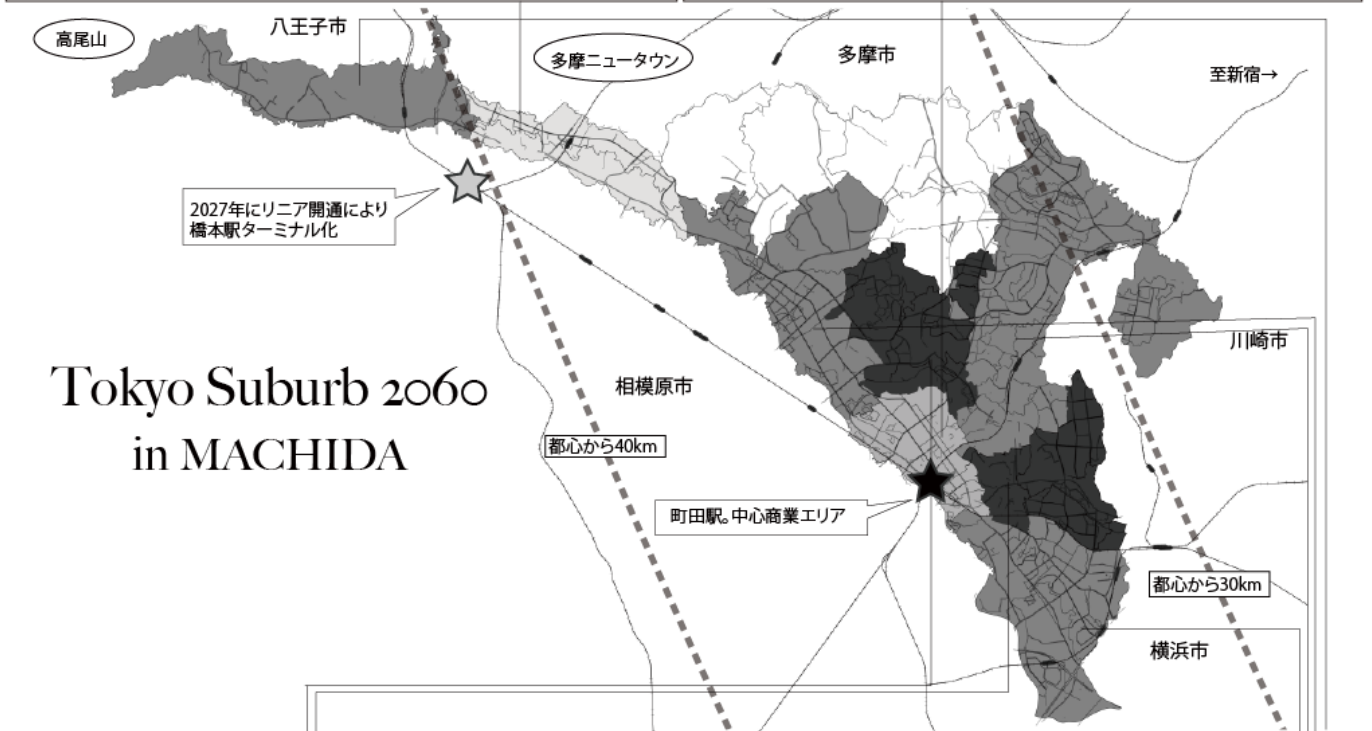 高尾山
八王子市
多摩ニュータウン
多摩市
至新宿→
2027年にリニア開通により
橋本駅ターミナル化
川崎市
Tokyo Suburb 2060
in MACHIDA
相模原市
都心から40km
町田駅。中心商業エリア
都心から30km
横浜市